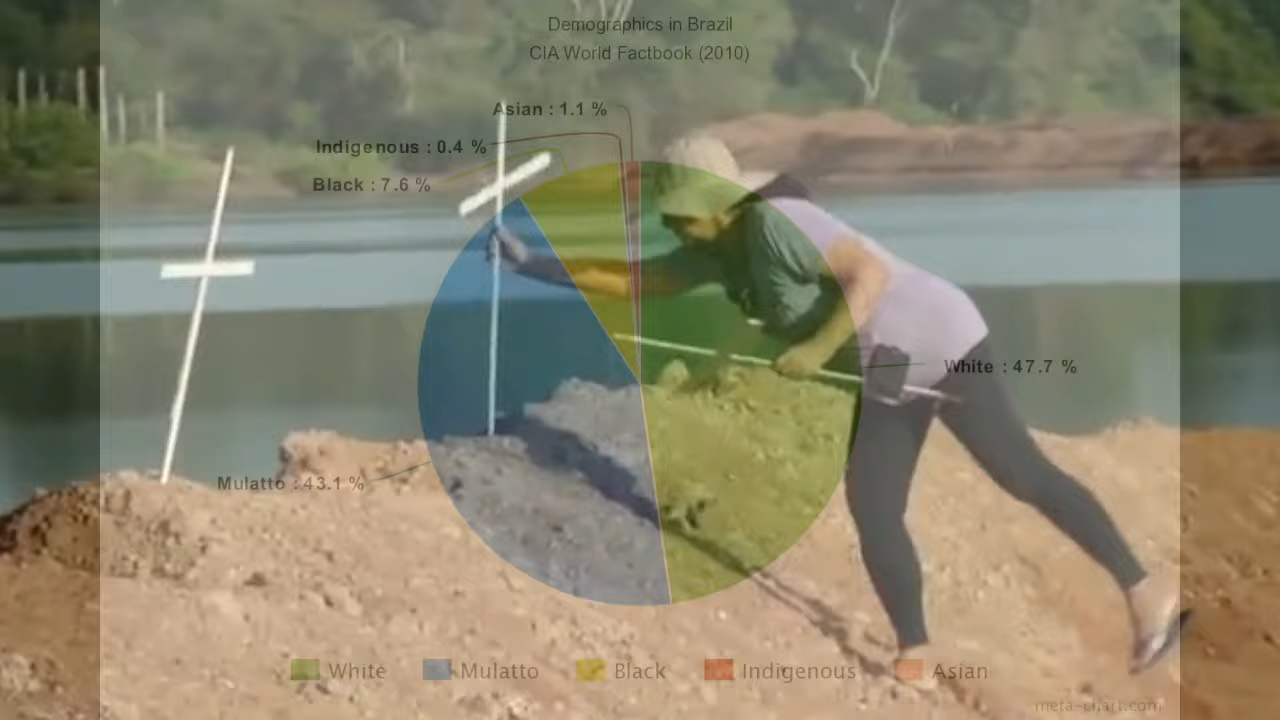 Demographics in Brazil
CIA World Factbook (2010)
Asian : 1.1 %
Indigenous : 0.4 %
Black : 7.6 %
White : 47.7 %
Mulatto : 43.1 %
White Mulatto Black Indigenous Asian
meta-chart.com